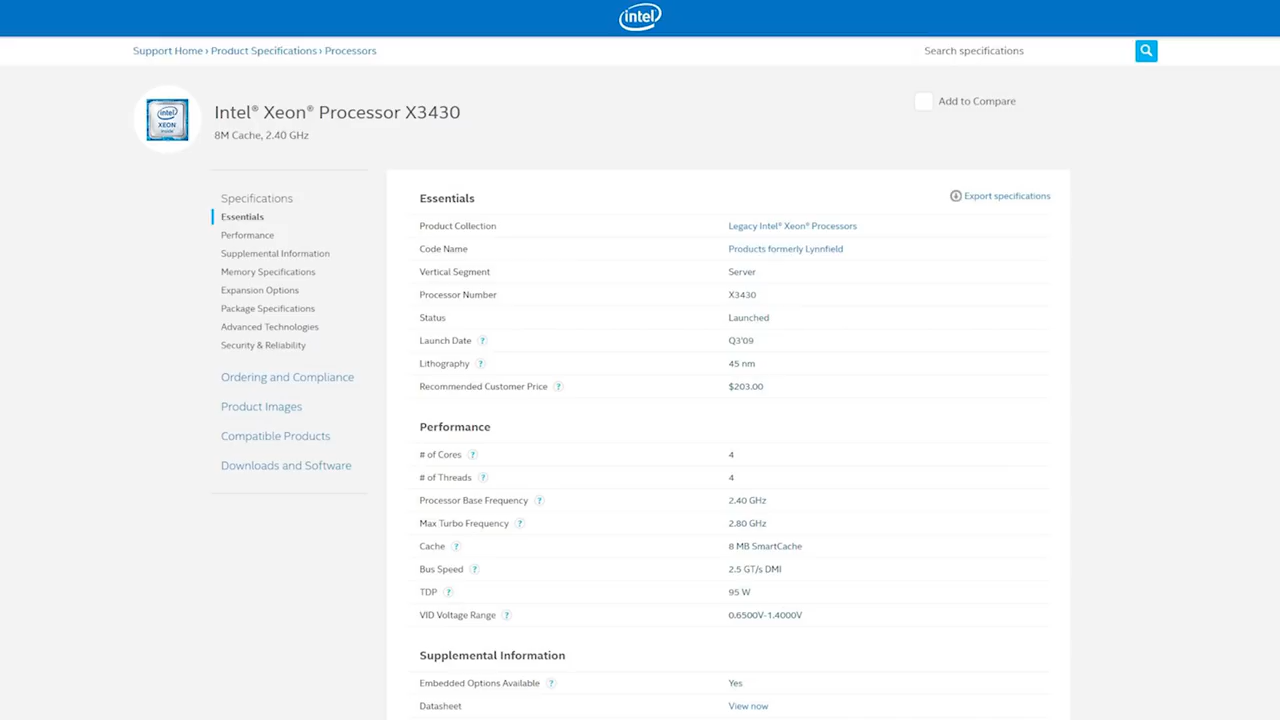 intel
Support Home › Product Specifications › Processors
Search specifications
intel
XEON
inside
Intel® Xeon® Processor X3430
8M Cache, 2.40 GHz
Add to Compare
Specifications
Essentials
Performance
Supplemental Information
Memory Specifications
Expansion Options
Package Specifications
Advanced Technologies
Security & Reliability
Ordering and Compliance
Product Images
Compatible Products
Downloads and Software
Essentials
Export specifications
Product Collection Legacy Intel® Xeon® Processors
Code Name Products formerly Lynnfield
Vertical Segment Server
Processor Number X3430
Status Launched
Launch Date ? Q3'09
Lithography ? 45 nm
Recommended Customer Price ? $203.00
Performance
# of Cores ? 4
# of Threads ? 4
Processor Base Frequency ? 2.40 GHz
Max Turbo Frequency ? 2.80 GHz
Cache ? 8 MB SmartCache
Bus Speed ? 2.5 GT/s DMI
TDP ? 95 W
VID Voltage Range ? 0.6500V-1.4000V
Supplemental Information
Embedded Options Available ? Yes
Datasheet View now